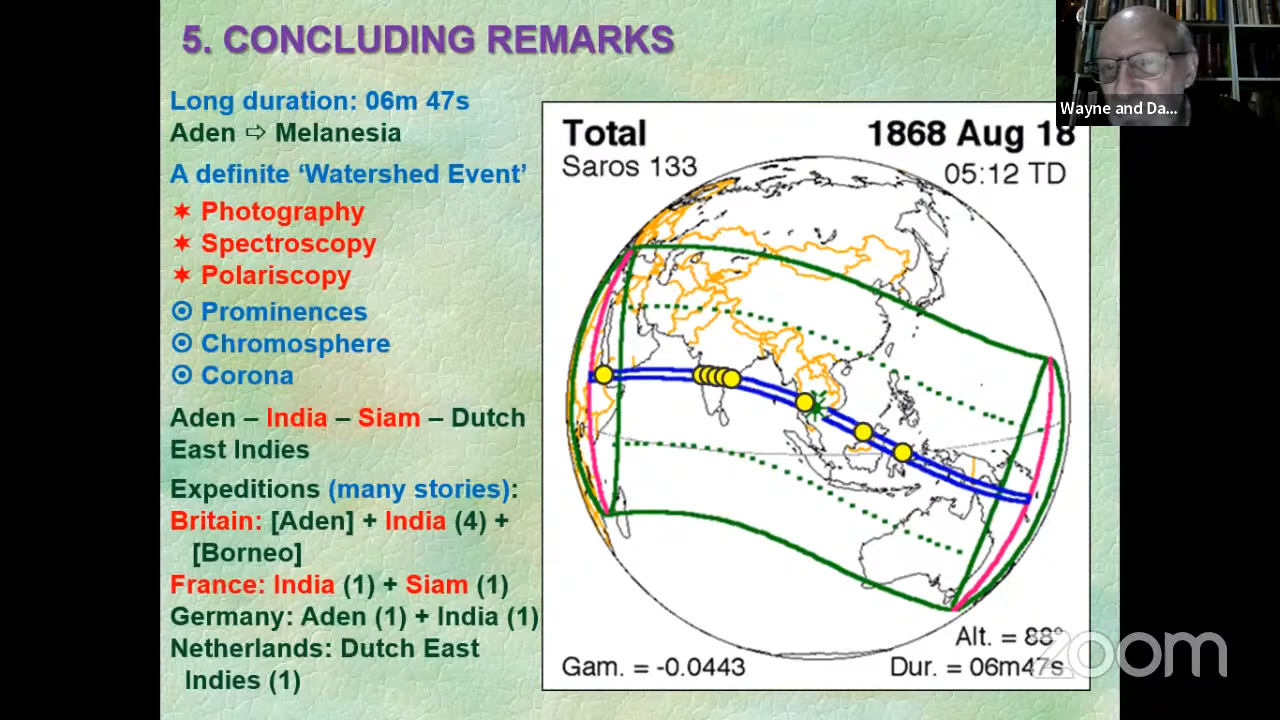 5. CONCLUDING REMARKS
Long duration: 06m 47s
Aden ⇨ Melanesia
A definite ‘Watershed Event’
✶ Photography
✶ Spectroscopy
✶ Polariscopy
☉ Prominences
☉ Chromosphere
☉ Corona
Aden – India – Siam – Dutch
East Indies
Expeditions (many stories):
Britain: [Aden] + India (4) +
[Borneo]
France: India (1) + Siam (1)
Germany: Aden (1) + India (1)
Netherlands: Dutch East
Indies (1)
Total
1868 Aug 18
Saros 133
05:12 TD
Alt. = 88°
Gam. = -0.0443
Dur. = 06m47s
Wayne and Da...
zoom